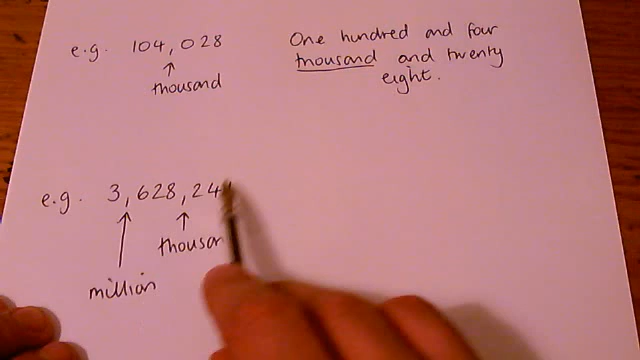 e.g. 104,028
↑
thousand
One hundred and four
thousand and twenty
eight.
e.g. 3,628,24
↑ ↑
thousan
million